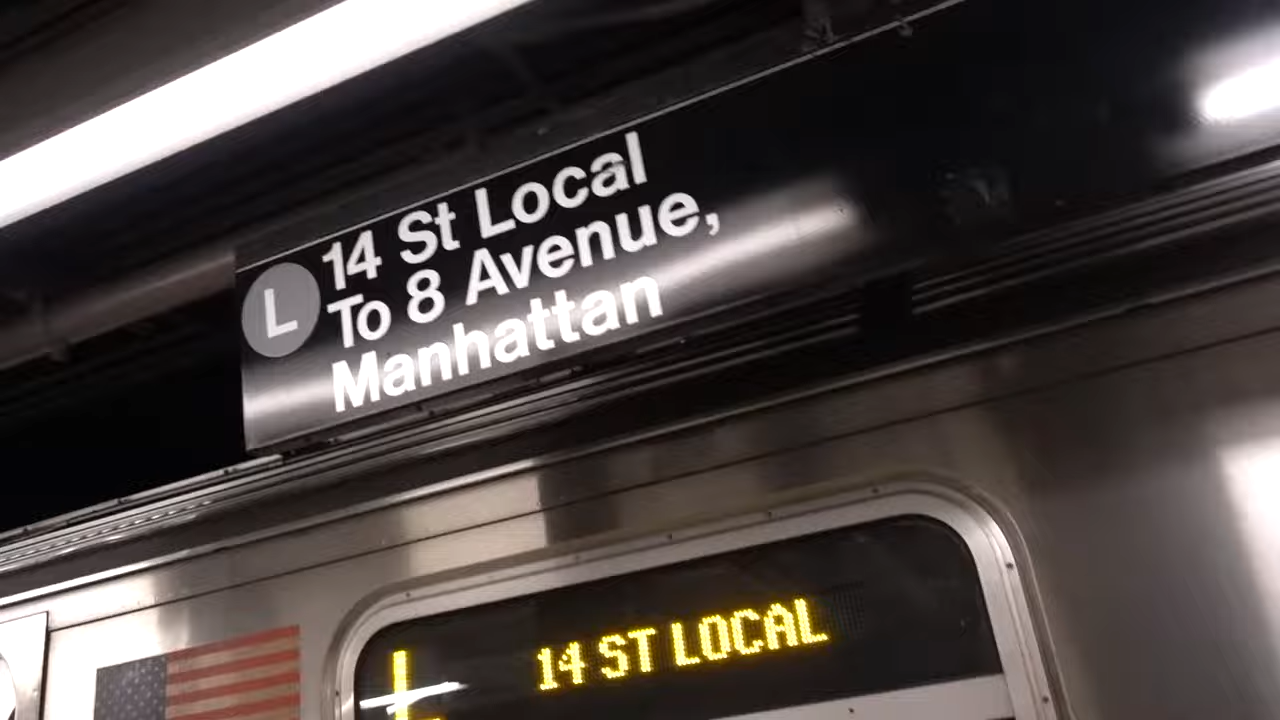 L
14 St Local
To 8 Avenue,
Manhattan
L
14 ST LOCAL